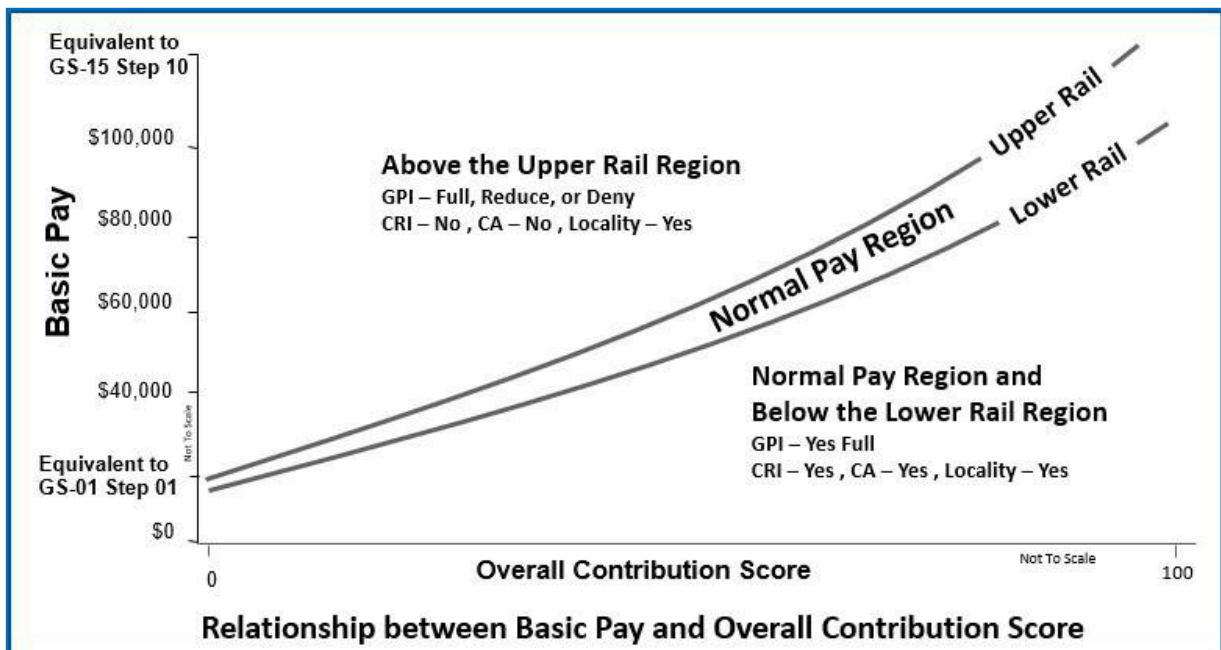 Equivalent to
GS-15 Step 10
$100,000
$80,000
$60,000
$40,000
Equivalent to
GS-01 Step 01
$0
Basic Pay
Not To Scale
Above the Upper Rail Region
GPI – Full, Reduce, or Deny
CRI – No , CA – No , Locality – Yes
Upper Rail
Normal Pay Region
Lower Rail
Normal Pay Region and
Below the Lower Rail Region
GPI – Yes Full
CRI – Yes , CA – Yes , Locality – Yes
0
Overall Contribution Score
Not To Scale
100
Relationship between Basic Pay and Overall Contribution Score